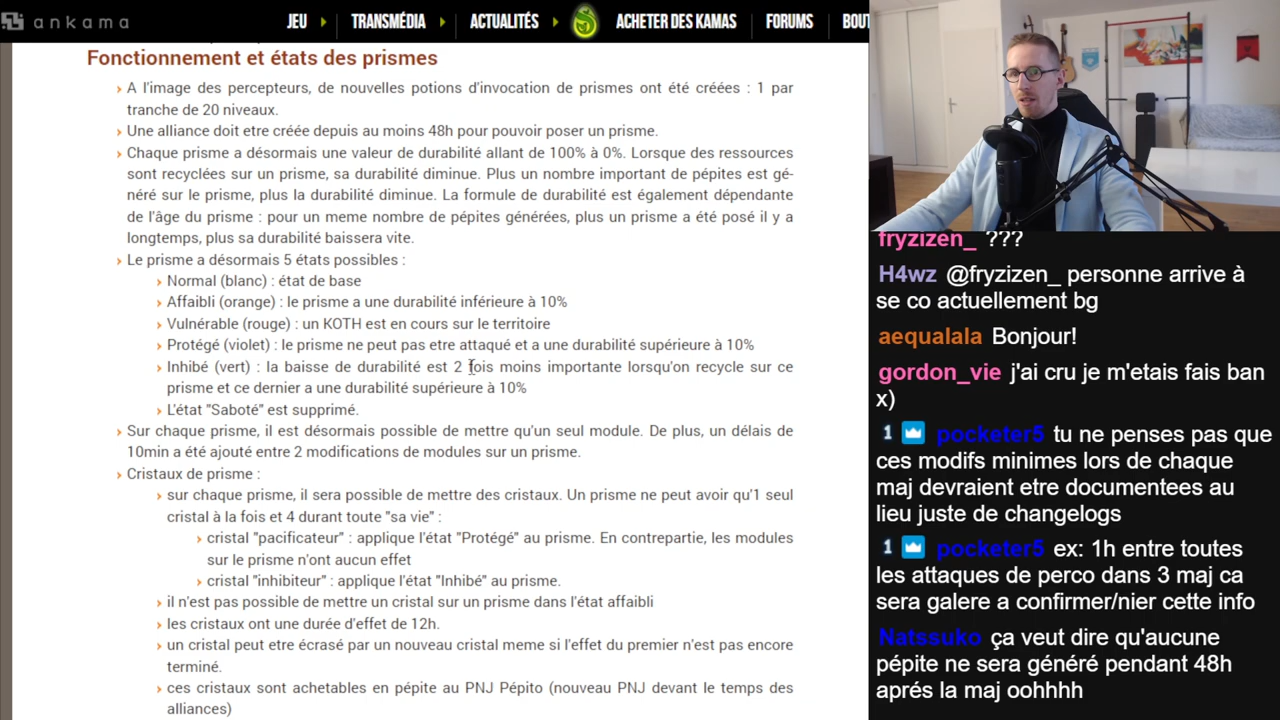 ankama
JEU
TRANSMÉDIA
ACTUALITÉS
ACHETER DES KAMAS
FORUMS
BOUT
Fonctionnement et états des prismes
A l'image des percepteurs, de nouvelles potions d'invocation de prismes ont été créées : 1 par
tranche de 20 niveaux.
Une alliance doit etre créée depuis au moins 48h pour pouvoir poser un prisme.
Chaque prisme a désormais une valeur de durabilité allant de 100% à 0%. Lorsque des ressources
sont recyclées sur un prisme, sa durabilité diminue. Plus un nombre important de pépites est gé-
néré sur le prisme, plus la durabilité diminue. La formule de durabilité est également dépendante
de l'âge du prisme : pour un meme nombre de pépites générées, plus un prisme a été posé il y a
longtemps, plus sa durabilité baissera vite.
Le prisme a désormais 5 états possibles :
Normal (blanc) : état de base
Affaibli (orange) : le prisme a une durabilité inférieure à 10%
Vulnérable (rouge) : un KOTH est en cours sur le territoire
Protégé (violet) : le prisme ne peut pas etre attaqué et a une durabilité supérieure à 10%
Inhibé (vert) : la baisse de durabilité est 2 fois moins importante lorsqu'on recycle sur ce
prisme et ce dernier a une durabilité supérieure à 10%
L'état "Saboté" est supprimé.
Sur chaque prisme, il est désormais possible de mettre qu'un seul module. De plus, un délais de
10min a été ajouté entre 2 modifications de modules sur un prisme.
Cristaux de prisme :
sur chaque prisme, il sera possible de mettre des cristaux. Un prisme ne peut avoir qu'1 seul
cristal à la fois et 4 durant toute "sa vie" :
cristal "pacificateur" : applique l'état "Protégé" au prisme. En contrepartie, les modules
sur le prisme n'ont aucun effet
cristal "inhibiteur" : applique l'état "Inhibé" au prisme.
il n'est pas possible de mettre un cristal sur un prisme dans l'état affaibli
les cristaux ont une durée d'effet de 12h.
un cristal peut etre écrasé par un nouveau cristal meme si l'effet du premier n'est pas encore
terminé.
ces cristaux sont achetables en pépite au PNJ Pépito (nouveau PNJ devant le temps des
alliances)
fryzizen_ ???
H4wz @fryzizen_ personne arrive à
se co actuellement bg
aequalala Bonjour!
gordon_vie j'ai cru je m'etais fais ban
x)
1 pocketer5 tu ne penses pas que
ces modifs minimes lors de chaque
maj devraient etre documentees au
lieu juste de changelogs
1 pocketer5 ex: 1h entre toutes
les attaques de perco dans 3 maj ca
sera galere a confirmer/nier cette info
Natssuko ça veut dire qu'aucune
pépite ne sera généré pendant 48h
aprés la maj oohhhh